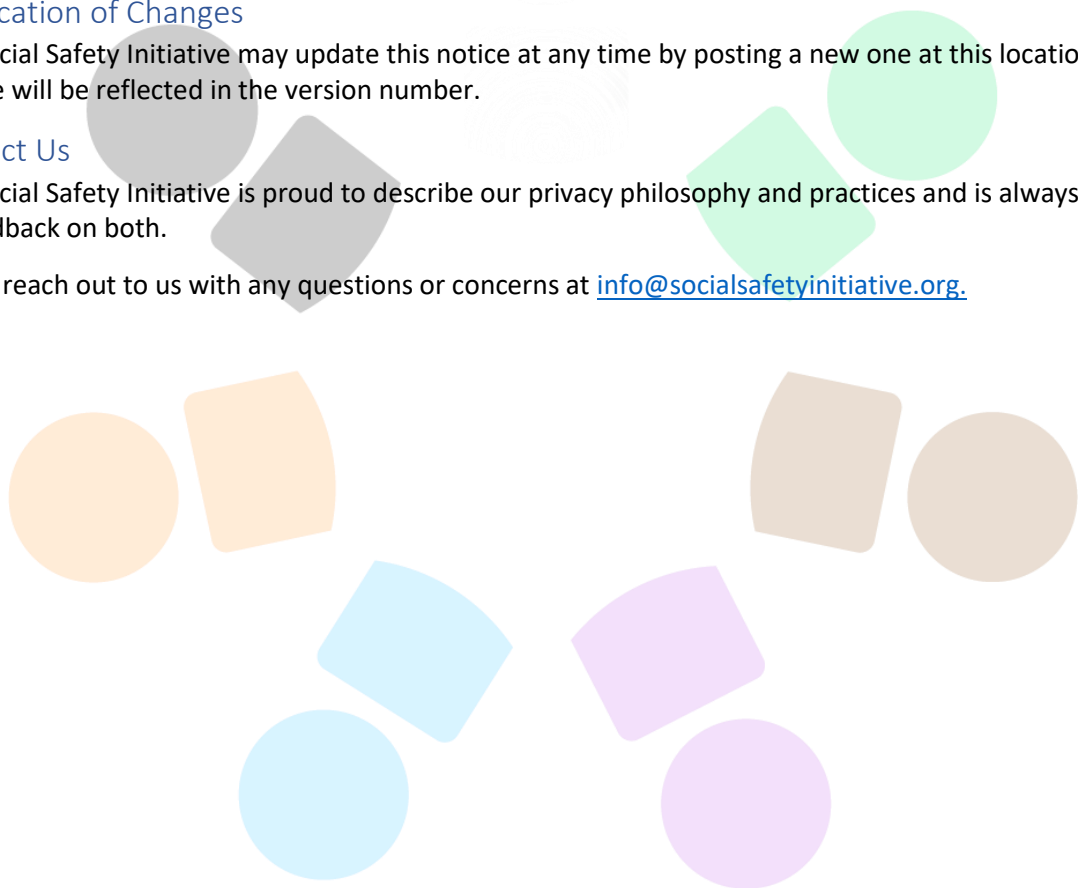 cation of Changes
cial Safety Initiative may update this notice at any time by posting a new one at this locatio
e will be reflected in the version number.
ct Us
cial Safety Initiative is proud to describe our privacy philosophy and practices and is always
dback on both.
reach out to us with any questions or concerns at info@socialsafetyinitiative.org.